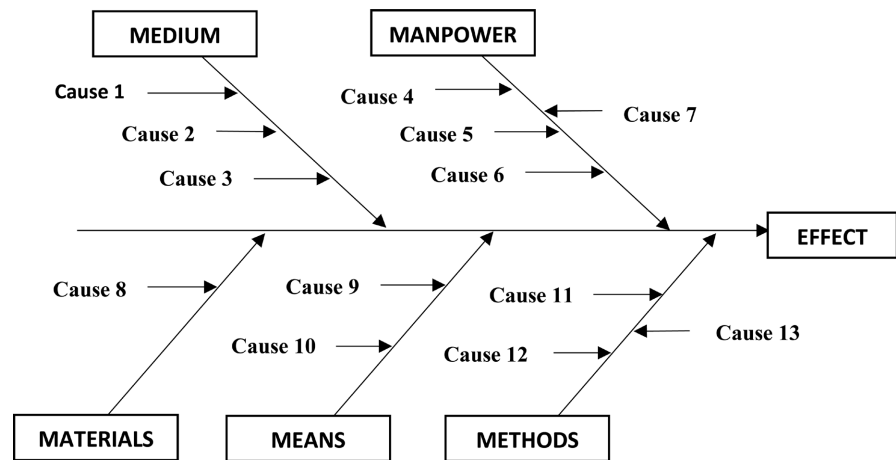 MEDIUM
MANPOWER
Cause 1
Cause 4
Cause 7
Cause 2
Cause 5
Cause 3
Cause 6
EFFECT
Cause 8
Cause 9
Cause 11
Cause 10
Cause 12
Cause 13
MATERIALS
MEANS
METHODS